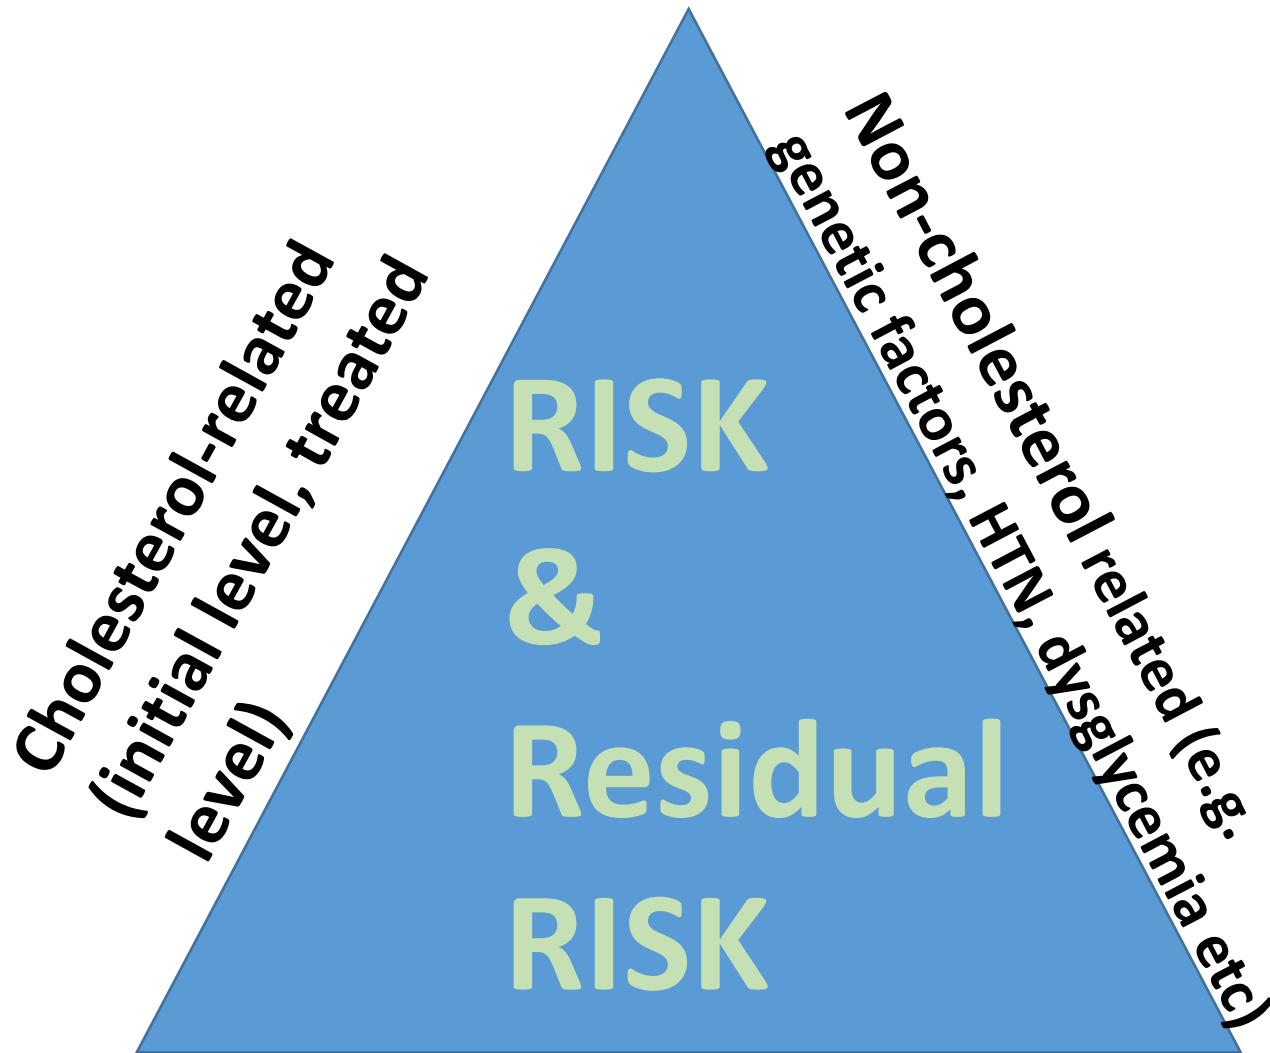 Cholesterol-related
(initial level, treated
level)
RISK
&
Residual
RISK
Non-cholesterol related (e.g.
genetic factors, HTN, dysglycemia etc)